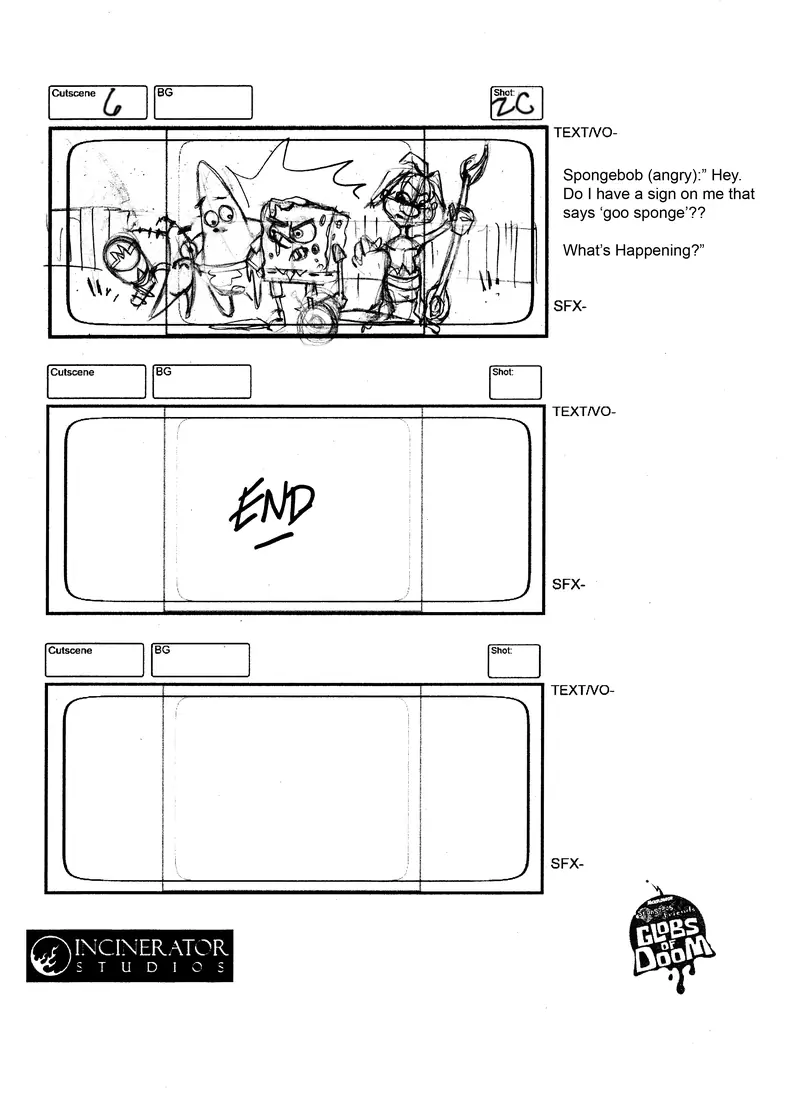 Cutscene 6 BG Shot: 2C
TEXT/VO-
Spongebob (angry):" Hey.
Do I have a sign on me that
says 'goo sponge'??
What's Happening?"
SFX-
Cutscene BG Shot:
TEXT/VO-
END
SFX-
Cutscene BG Shot:
TEXT/VO-
SFX-
INCINERATOR
STUDIOS
GLOBS
OF
DOOM